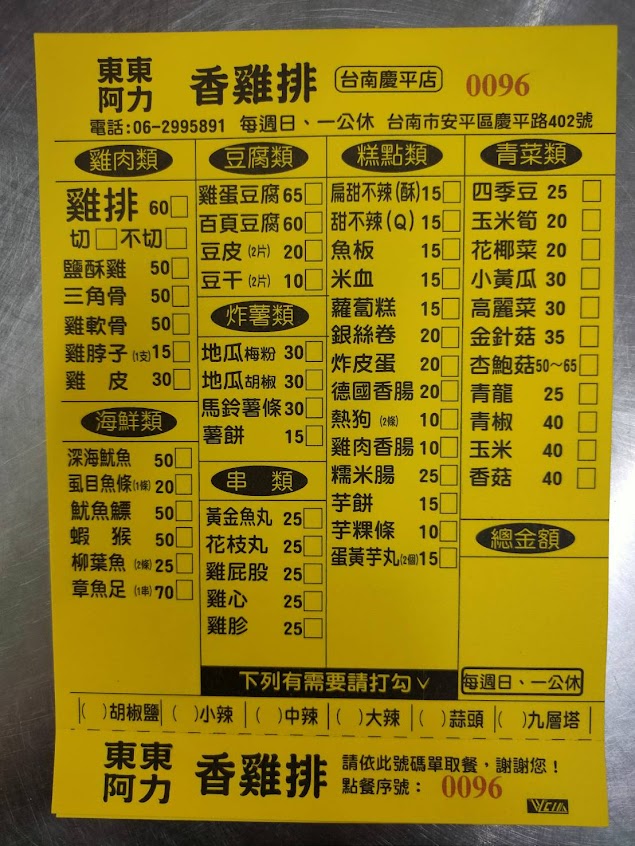 東東
阿力 香雞排 台南慶平店 0096
電話:06-2995891 每週日、一公休 台南市安平區慶平路402號
雞肉類
雞排 60
切 不切
鹽酥雞 50
三角骨 50
雞軟骨 50
雞脖子(1支) 15
雞 皮 30
海鮮類
深海魷魚 50
虱目魚條(1條) 20
魷魚鰾 50
蝦 猴 50
柳葉魚 (2條) 25
章魚足 (1串) 70
豆腐類
雞蛋豆腐 65
百頁豆腐 60
豆皮(2片) 20
豆干(2片) 10
炸薯類
地瓜梅粉 30
地瓜胡椒 30
馬鈴薯條 30
薯餅 15
串 類
黃金魚丸 25
花枝丸 25
雞屁股 25
雞心 25
雞胗 25
糕點類
扁甜不辣(酥) 15
甜不辣(Q) 15
魚板 15
米血 15
蘿蔔糕 15
銀絲卷 20
炸皮蛋 20
德國香腸 20
熱狗 (2條) 10
雞肉香腸 10
糯米腸 25
芋餅 15
芋粿條 10
蛋黃芋丸(2個) 15
青菜類
四季豆 25
玉米筍 20
花椰菜 20
小黃瓜 30
高麗菜 30
金針菇 35
杏鮑菇 50～65
青龍 25
青椒 40
玉米 40
香菇 40
總金額
下列有需要請打勾✓
每週日、一公休
( )胡椒鹽 ( )小辣 ( )中辣 ( )大辣 ( )蒜頭 ( )九層塔
東東
阿力 香雞排
請依此號碼單取餐，謝謝您！
點餐序號： 0096